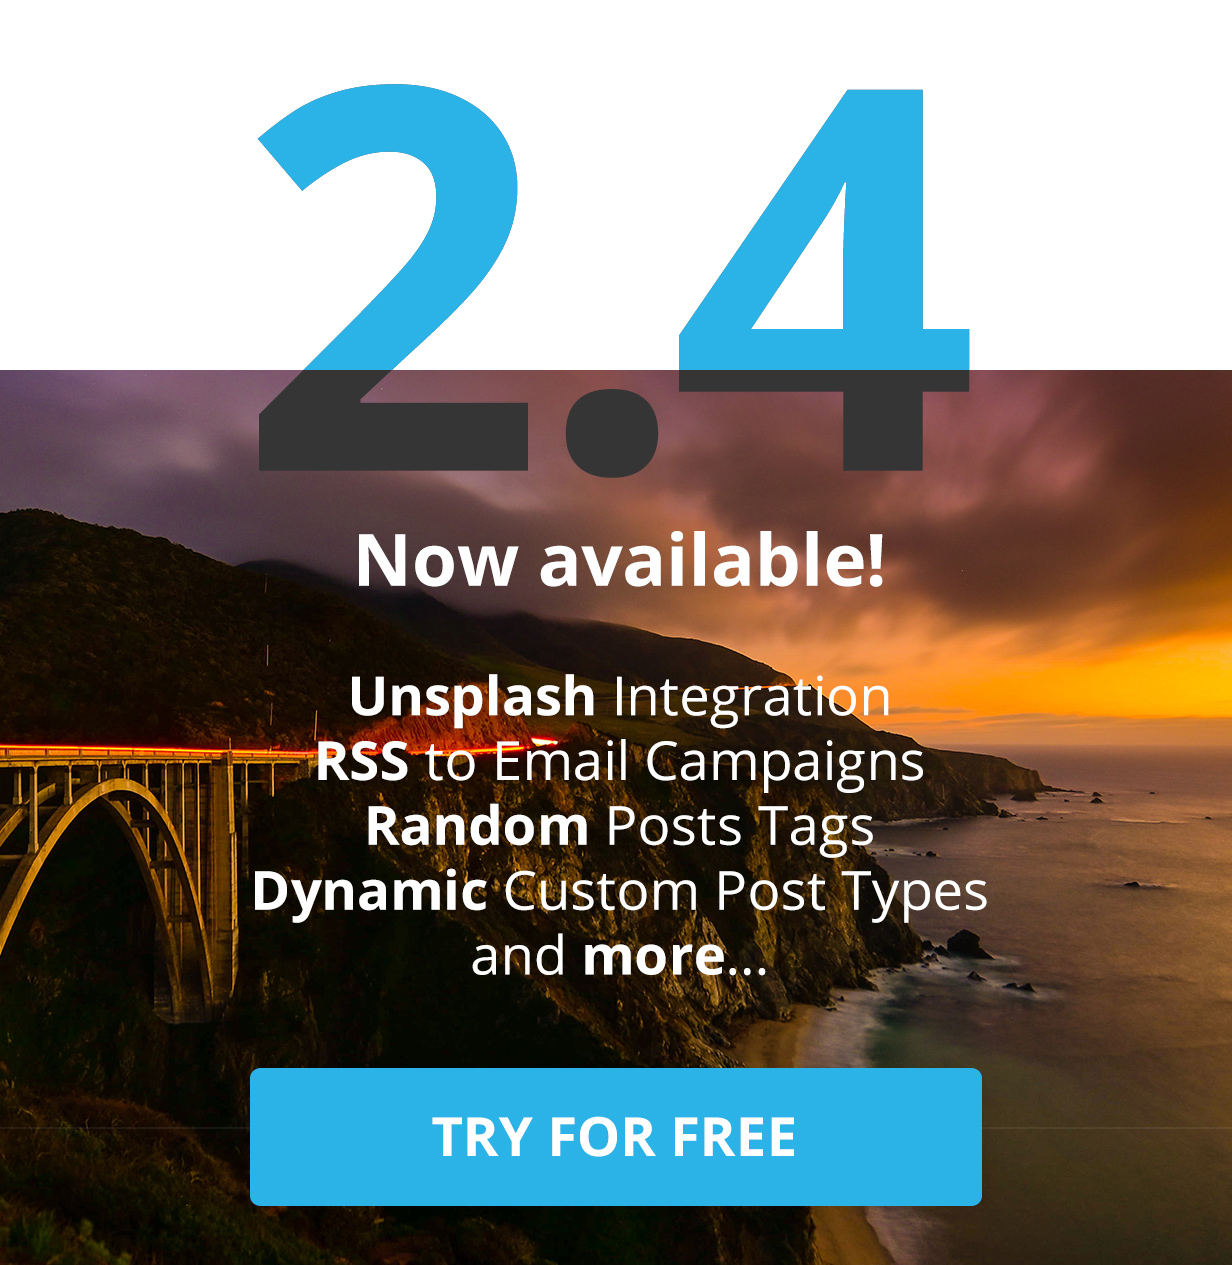 2.4
Now available!
Unsplash Integration
RSS to Email Campaigns
Random Posts Tags
Dynamic Custom Post Types
and more...
TRY FOR FREE